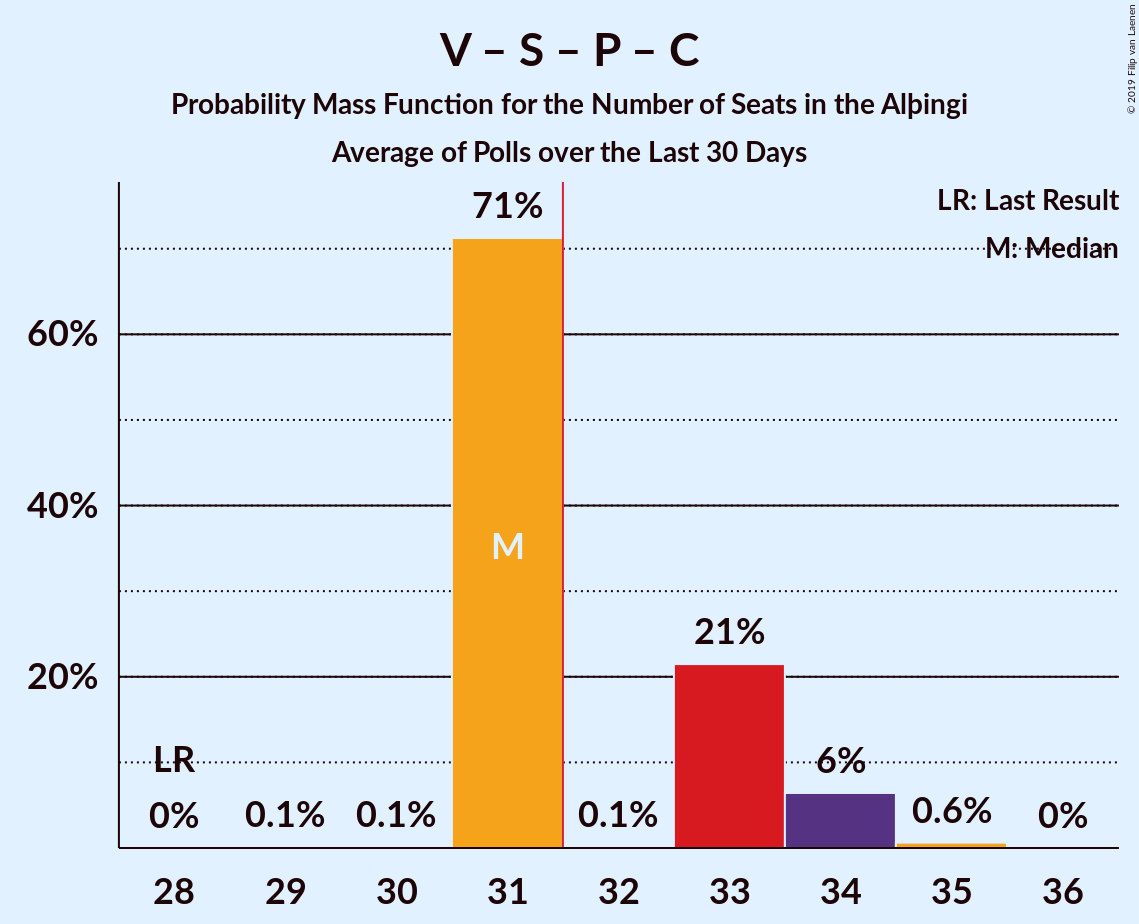 V – S – P – C
Probability Mass Function for the Number of Seats in the Alþingi
Average of Polls over the Last 30 Days
© 2019 Filip van Laenen
LR: Last Result
M: Median
71%
60%
40%
M
21%
20%
LR
6%
0%
0.1%
0.1%
0.1%
0.6%
0%
28 29 30 31 32 33 34 35 36